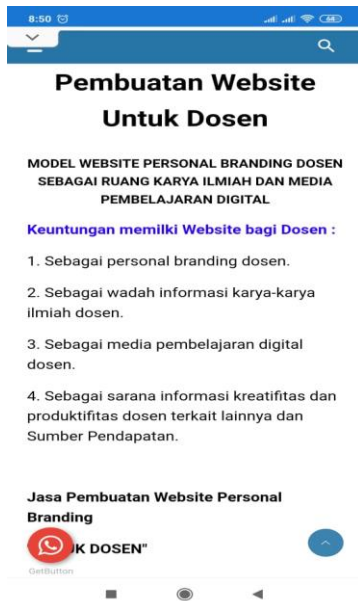 8:50
64
Pembuatan Website
Untuk Dosen
MODEL WEBSITE PERSONAL BRANDING DOSEN
SEBAGAI RUANG KARYA ILMIAH DAN MEDIA
PEMBELAJARAN DIGITAL
Keuntungan memilki Website bagi Dosen :
1. Sebagai personal branding dosen.
2. Sebagai wadah informasi karya-karya
ilmiah dosen.
3. Sebagai media pembelajaran digital
dosen.
4. Sebagai sarana informasi kreatifitas dan
produktifitas dosen terkait lainnya dan
Sumber Pendapatan.
Jasa Pembuatan Website Personal
Branding
K DOSEN"
GetButton